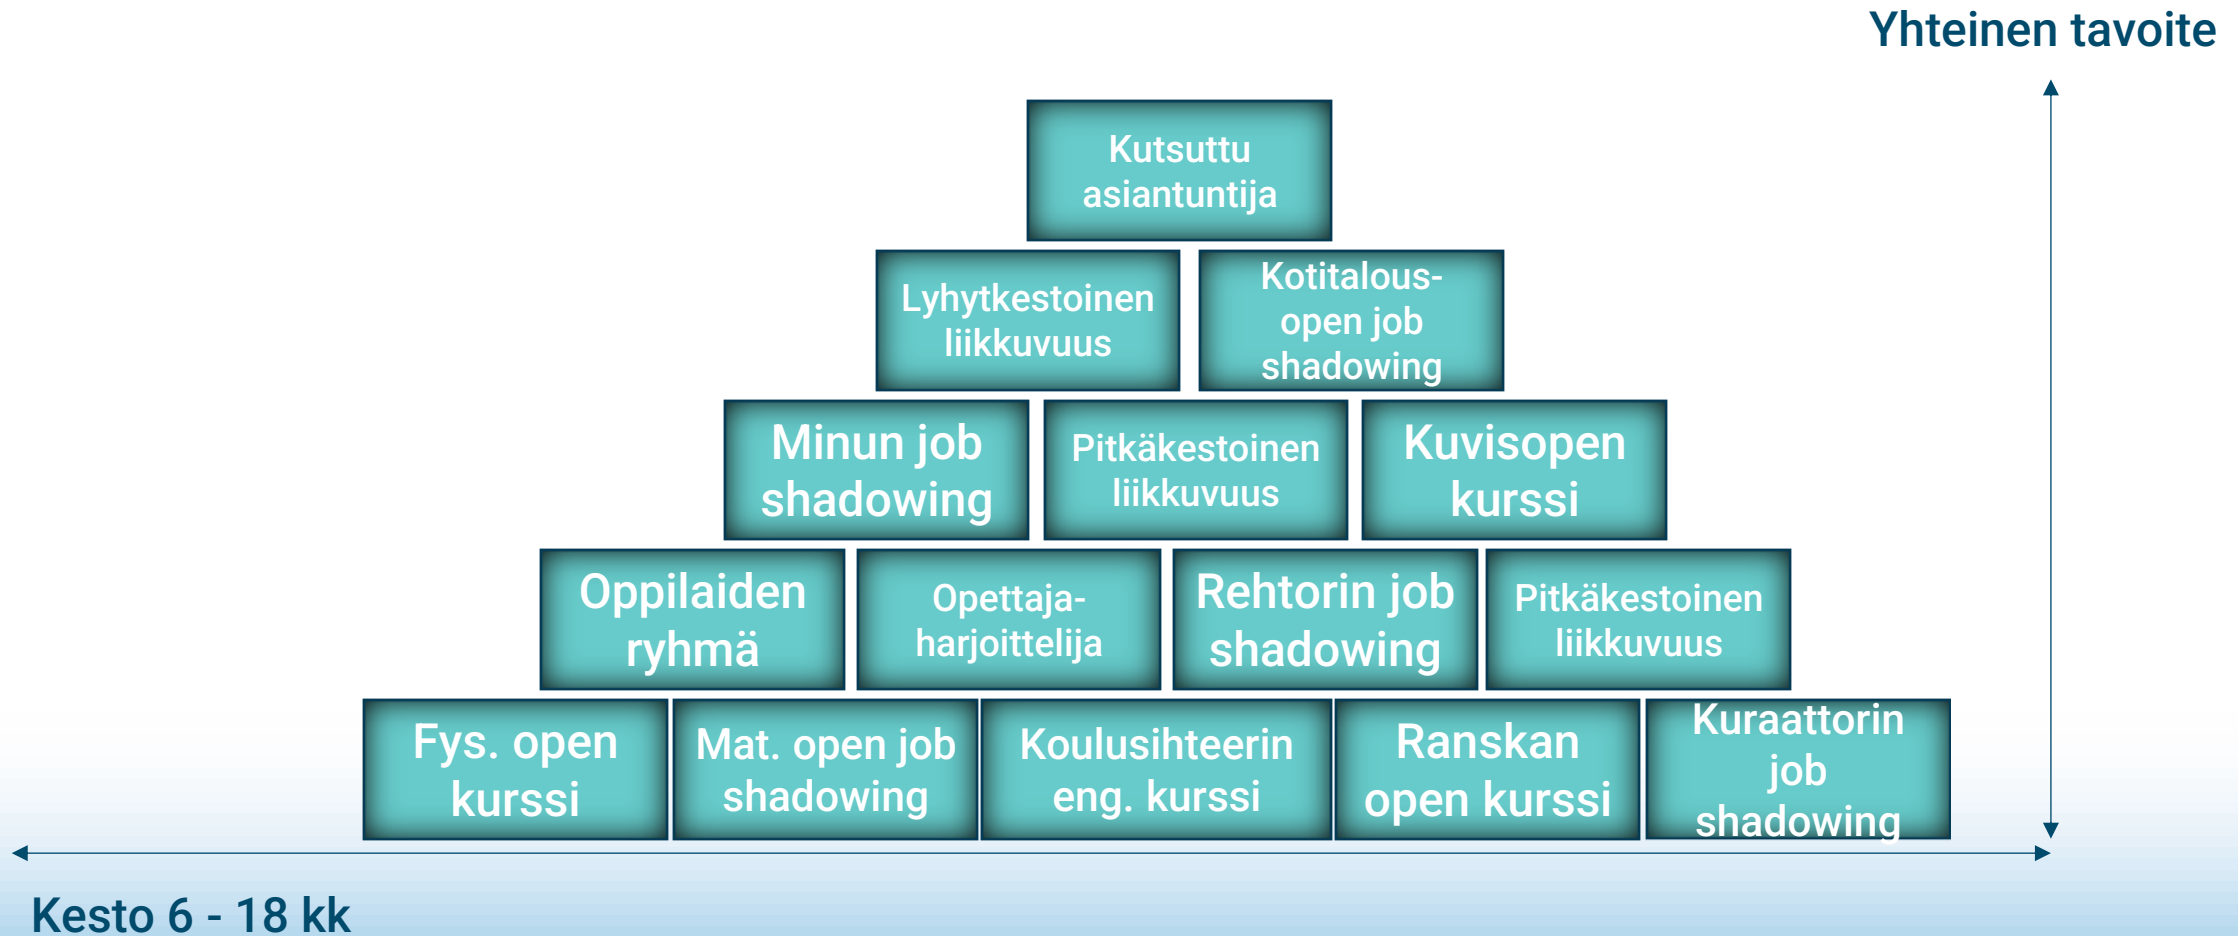 Yhteinen tavoite
Kutsuttu
asiantuntija
Lyhytkestoinen
liikkuvuus
Kotitalous-
open job
shadowing
Minun job
shadowing
Pitkäkestoinen
liikkuvuus
Kuvisopen
kurssi
Oppilaiden
ryhmä
Opettaja-
harjoittelija
Rehtorin job
shadowing
Pitkäkestoinen
liikkuvuus
Fys. open
kurssi
Mat. open job
shadowing
Koulusihteerin
eng. kurssi
Ranskan
open kurssi
Kuraattorin
job
shadowing
Kesto 6 - 18 kk